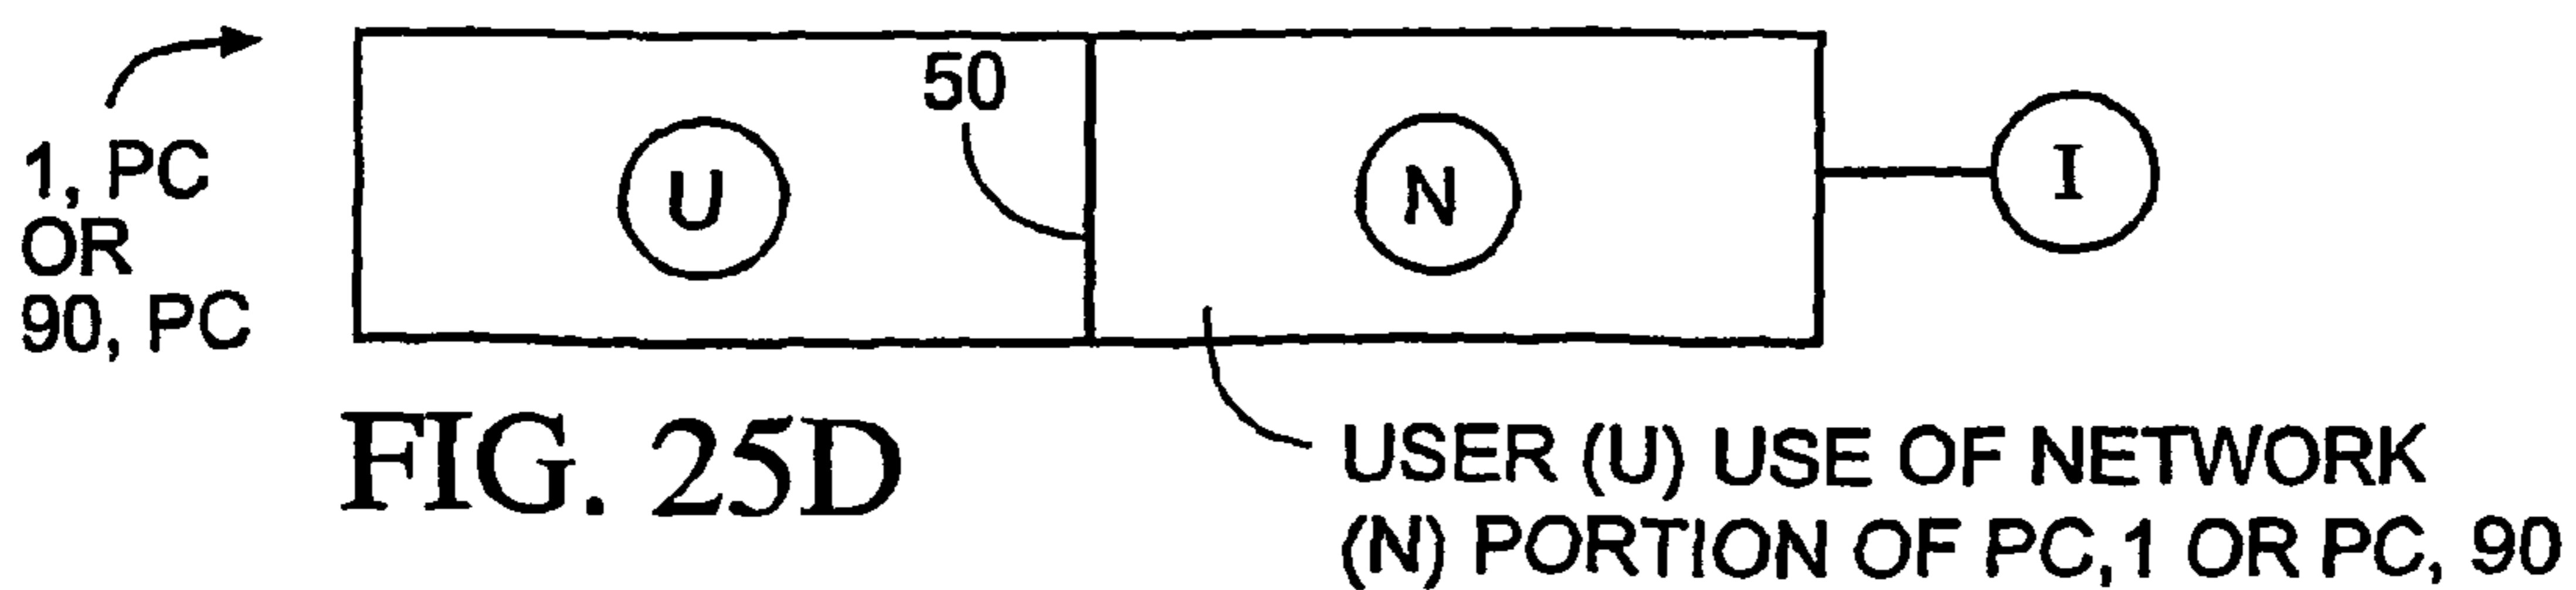 50
U
N
I
1, PC
OR
90, PC
FIG. 25D
USER (U) USE OF NETWORK
(N) PORTION OF PC,1 OR PC, 90